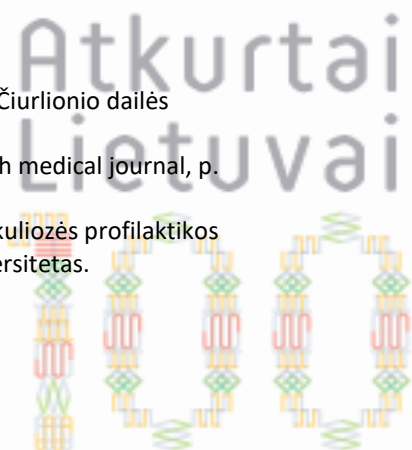 Atkurtai
Čiurlionio dailės
h medical journal, p.
Lietuvai
kuliozės profilaktikos
ersitetas.
100